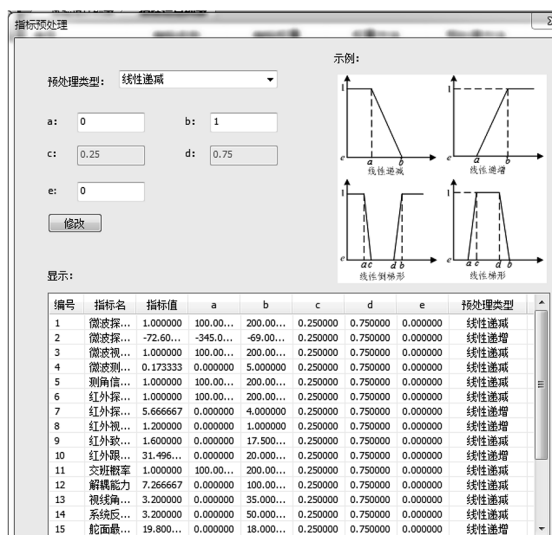 指标预处理
示例：
预处理类型： 线性递减
a: 0 b: 1
c: 0.25 d: 0.75
e: 0
修改
1 1
e a b e a b
线性递减 线性递增
1 1
e a c d b e a c d b
线性倒梯形 线性梯形
显示：
编号 指标名 指标值 a b c d e 预处理类型
1 微波探... 1.000000 100.00... 200.00... 0.250000 0.750000 0.000000 线性递减
2 微波探... -72.60... -345.0... -69.00... 0.250000 0.750000 0.000000 线性递增
3 微波视... 1.000000 100.00... 200.00... 0.250000 0.750000 0.000000 线性递减
4 微波测... 0.173333 0.000000 5.000000 0.250000 0.750000 0.000000 线性递减
5 测角信... 1.000000 100.00... 200.00... 0.250000 0.750000 0.000000 线性递减
6 红外探... 1.000000 100.00... 200.00... 0.250000 0.750000 0.000000 线性递减
7 红外探... 5.666667 0.000000 4.000000 0.250000 0.750000 0.000000 线性递增
8 红外视... 1.200000 0.000000 1.000000 0.250000 0.750000 0.000000 线性递增
9 红外致... 1.600000 0.000000 17.500... 0.250000 0.750000 0.000000 线性递减
10 红外跟... 31.496... 0.000000 20.000... 0.250000 0.750000 0.000000 线性递增
11 交班概率 1.000000 100.00... 200.00... 0.250000 0.750000 0.000000 线性递减
12 解耦能力 7.266667 0.000000 100.00... 0.250000 0.750000 0.000000 线性递减
13 视线角... 3.200000 0.000000 35.000... 0.250000 0.750000 0.000000 线性递减
14 系统反... 3.200000 0.000000 50.000... 0.250000 0.750000 0.000000 线性递减
15 舵面最... 19.800... 0.000000 18.000... 0.250000 0.750000 0.000000 线性递增